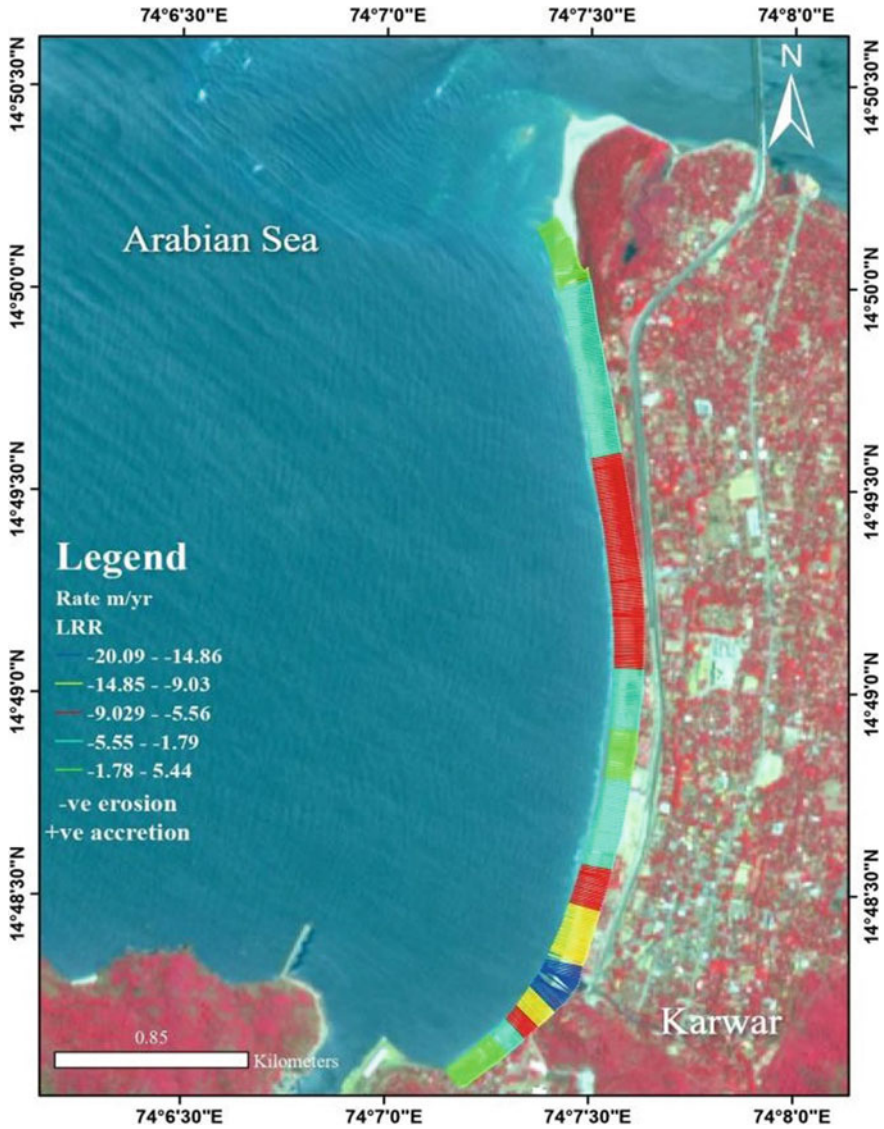 74°6'30"E 74°7'0"E 74°7'30"E 74°8'0"E
N
14°50'30"N 14°50'30"N
Arabian Sea
14°50'0"N 14°50'0"N
14°49'30"N 14°49'30"N
Legend
Rate m/yr
LRR
-20.09 - -14.86
-14.85 - -9.03
-9.029 - -5.56
-5.55 - -1.79
-1.78 - 5.44
-ve erosion
+ve accretion
14°49'0"N 14°49'0"N
14°48'30"N 14°48'30"N
Karwar
0.85
Kilometers
74°6'30"E 74°7'0"E 74°7'30"E 74°8'0"E